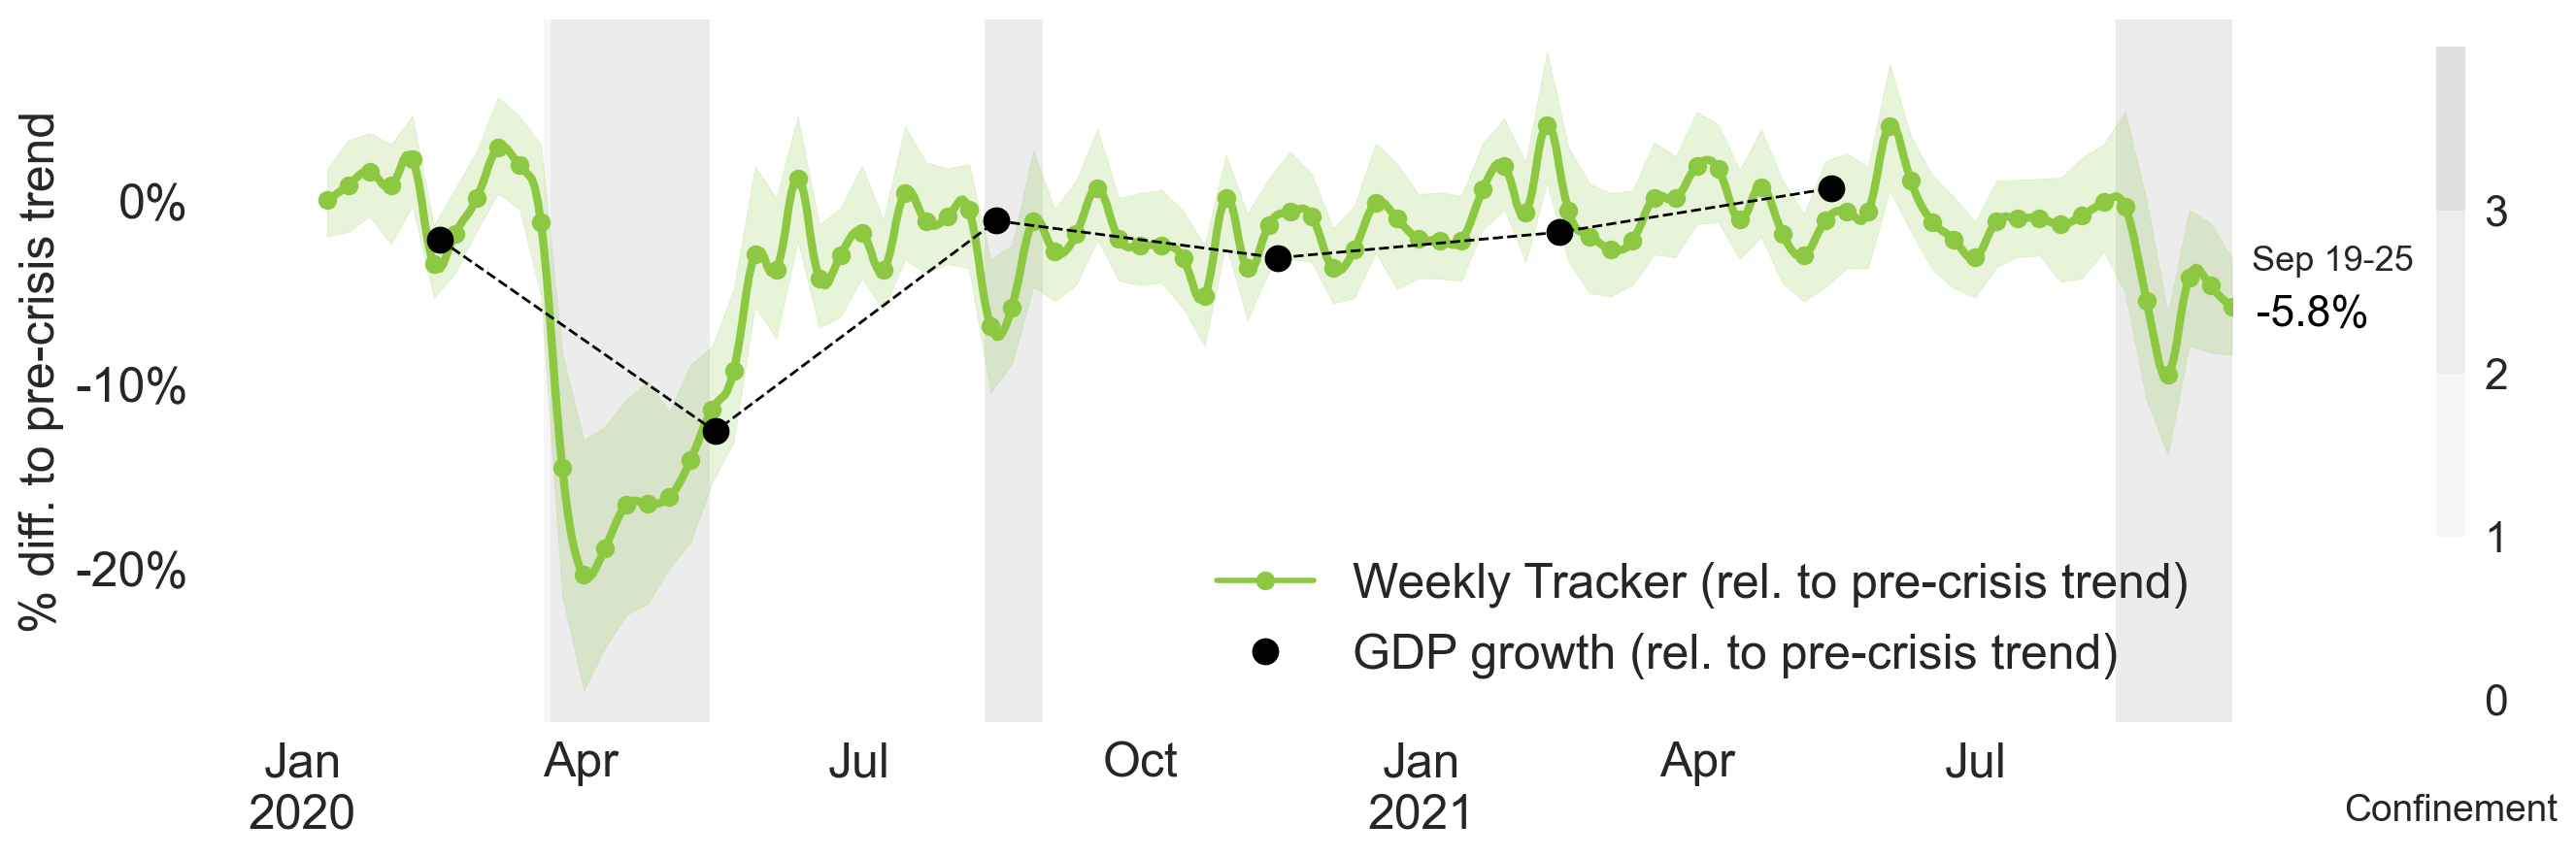 % diff. to pre-crisis trend
0%
-10%
-20%
Sep 19-25
-5.8%
Weekly Tracker (rel. to pre-crisis trend)
GDP growth (rel. to pre-crisis trend)
Jan
2020
Apr
Jul
Oct
Jan
2021
Apr
Jul
3
2
1
0
Confinement